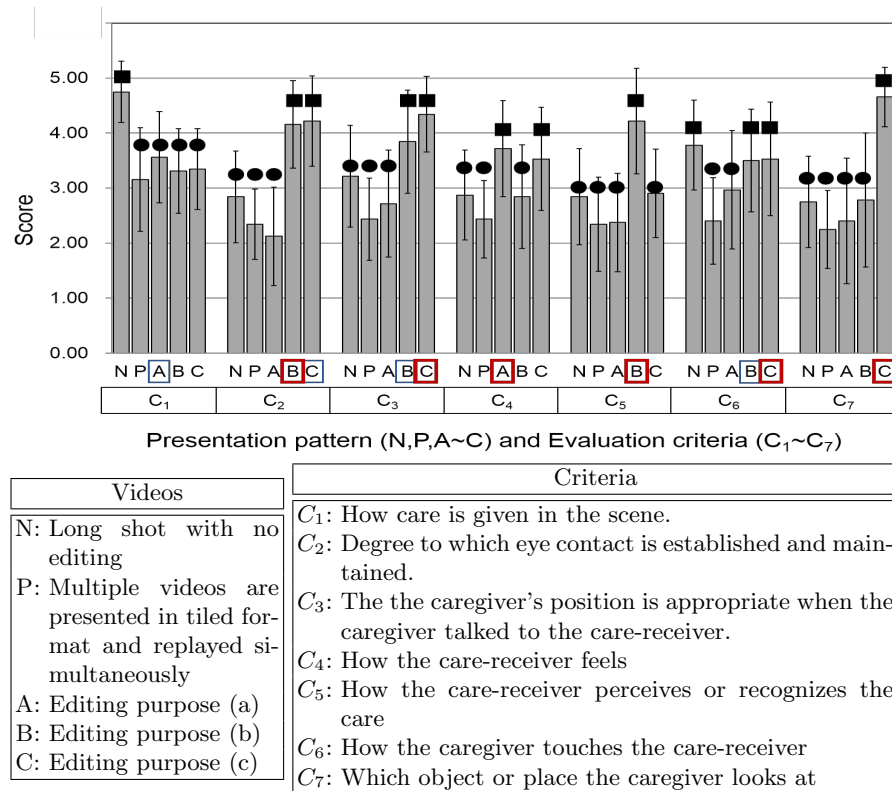 5.00
4.00
3.00
2.00
1.00
0.00
Score
N P A B C N P A B C N P A B C N P A B C N P A B C N P A B C N P A B C
C1 C2 C3 C4 C5 C6 C7
Presentation pattern (N,P,A~C) and Evaluation criteria (C1~C7)
Videos
N: Long shot with no
editing
P: Multiple videos are
presented in tiled for-
mat and replayed si-
multaneously
A: Editing purpose (a)
B: Editing purpose (b)
C: Editing purpose (c)
Criteria
C1: How care is given in the scene.
C2: Degree to which eye contact is established and main-
tained.
C3: The the caregiver's position is appropriate when the
caregiver talked to the care-receiver.
C4: How the care-receiver feels
C5: How the care-receiver perceives or recognizes the
care
C6: How the caregiver touches the care-receiver
C7: Which object or place the caregiver looks at